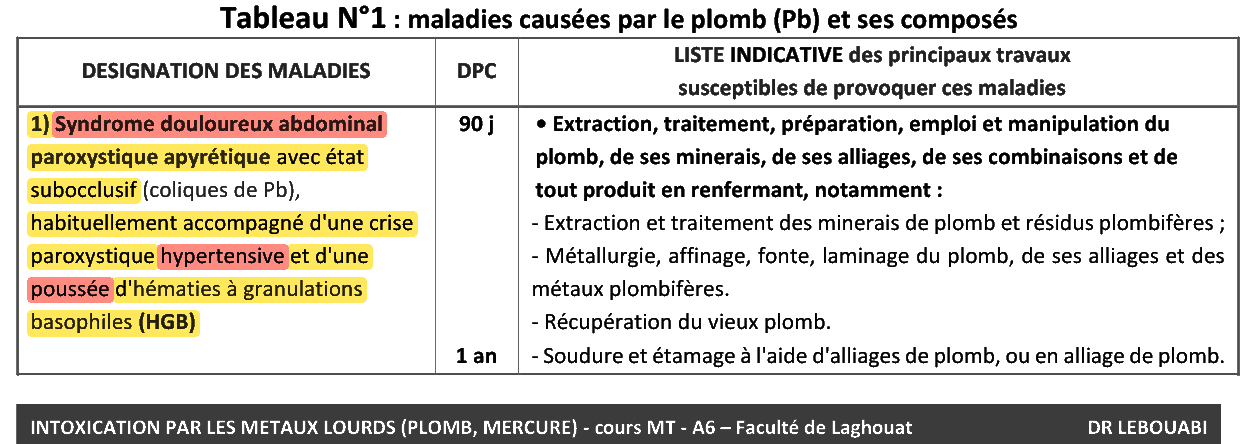 Tableau N°1 : maladies causées par le plomb (Pb) et ses composés
DESIGNATION DES MALADIES
DPC
LISTE INDICATIVE des principaux travaux
susceptibles de provoquer ces maladies
1) Syndrome douloureux abdominal
paroxystique apyrétique avec état
subocclusif (coliques de Pb),
habituellement accompagné d'une crise
paroxystique hypertensive et d'une
poussée d'hématies à granulations
basophiles (HGB)
90 j
1 an
• Extraction, traitement, préparation, emploi et manipulation du
plomb, de ses minerais, de ses alliages, de ses combinaisons et de
tout produit en renfermant, notamment :
- Extraction et traitement des minerais de plomb et résidus plombifères ;
- Métallurgie, affinage, fonte, laminage du plomb, de ses alliages et des
métaux plombifères.
- Récupération du vieux plomb.
- Soudure et étamage à l'aide d'alliages de plomb, ou en alliage de plomb.
INTOXICATION PAR LES METAUX LOURDS (PLOMB, MERCURE) - cours MT - A6 – Faculté de Laghouat DR LEBOUABI